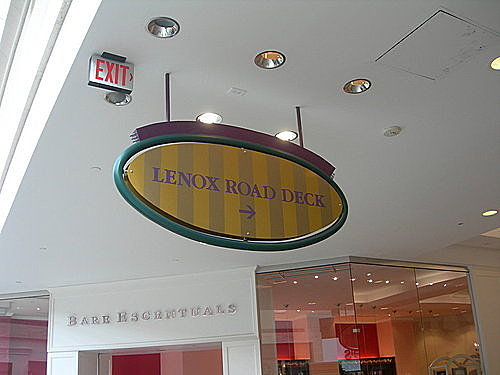 EXIT
LENOX ROAD DECK
→
BARE ESCENTUALS